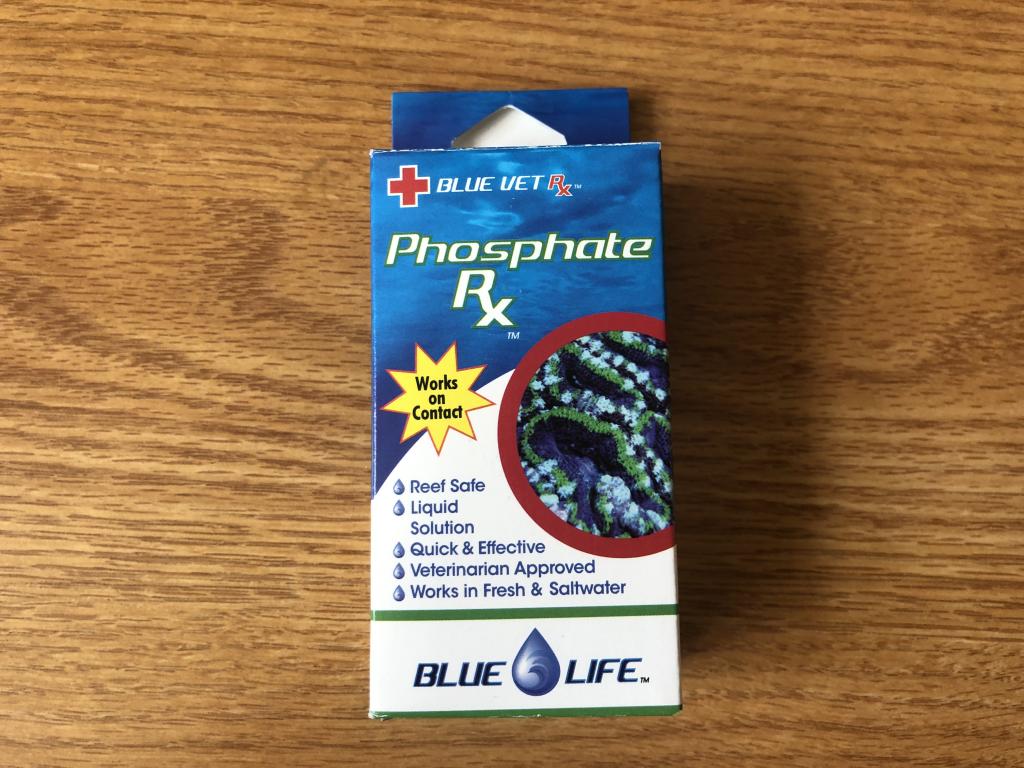 BLUE VET Rx™
Phosphate
Rx
™
Works
on
Contact
Reef Safe
Liquid
Solution
Quick & Effective
Veterinarian Approved
Works in Fresh & Saltwater
BLUE LIFE™